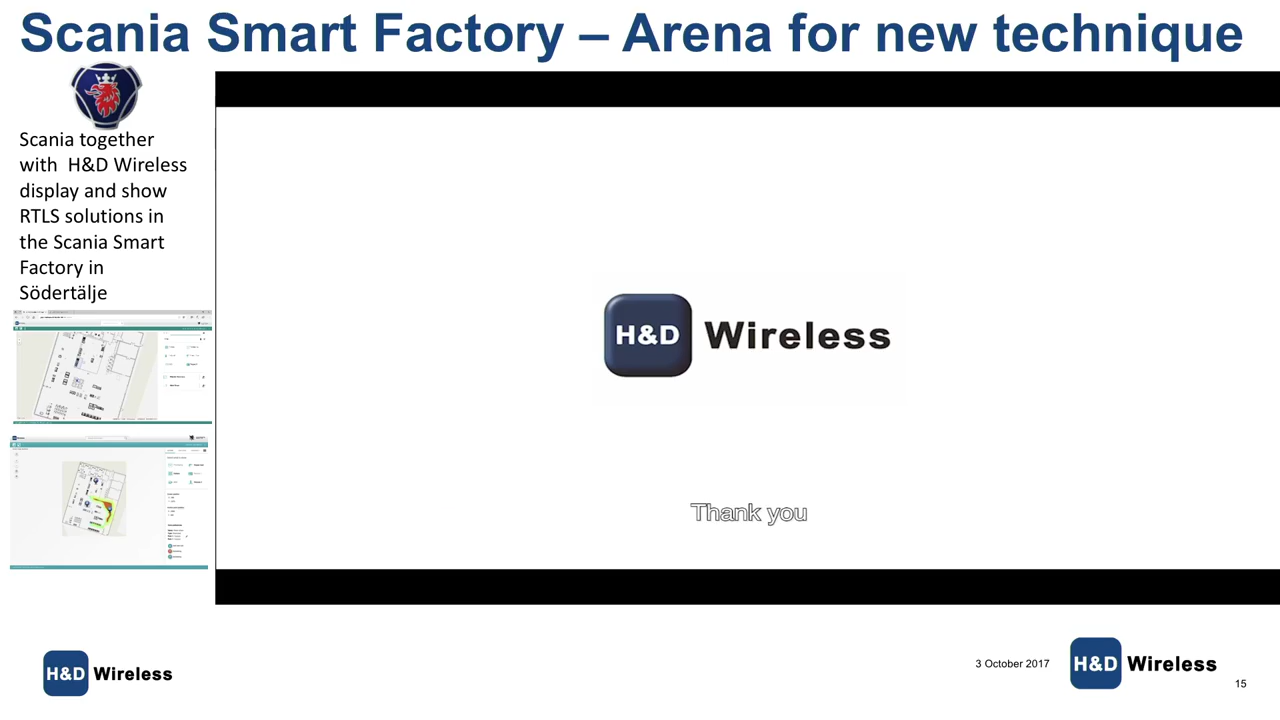 Scania Smart Factory – Arena for new technique
Scania together
with H&D Wireless
display and show
RTLS solutions in
the Scania Smart
Factory in
Södertälje
H&D Wireless
Thank you
H&D Wireless
3 October 2017
H&D Wireless
15